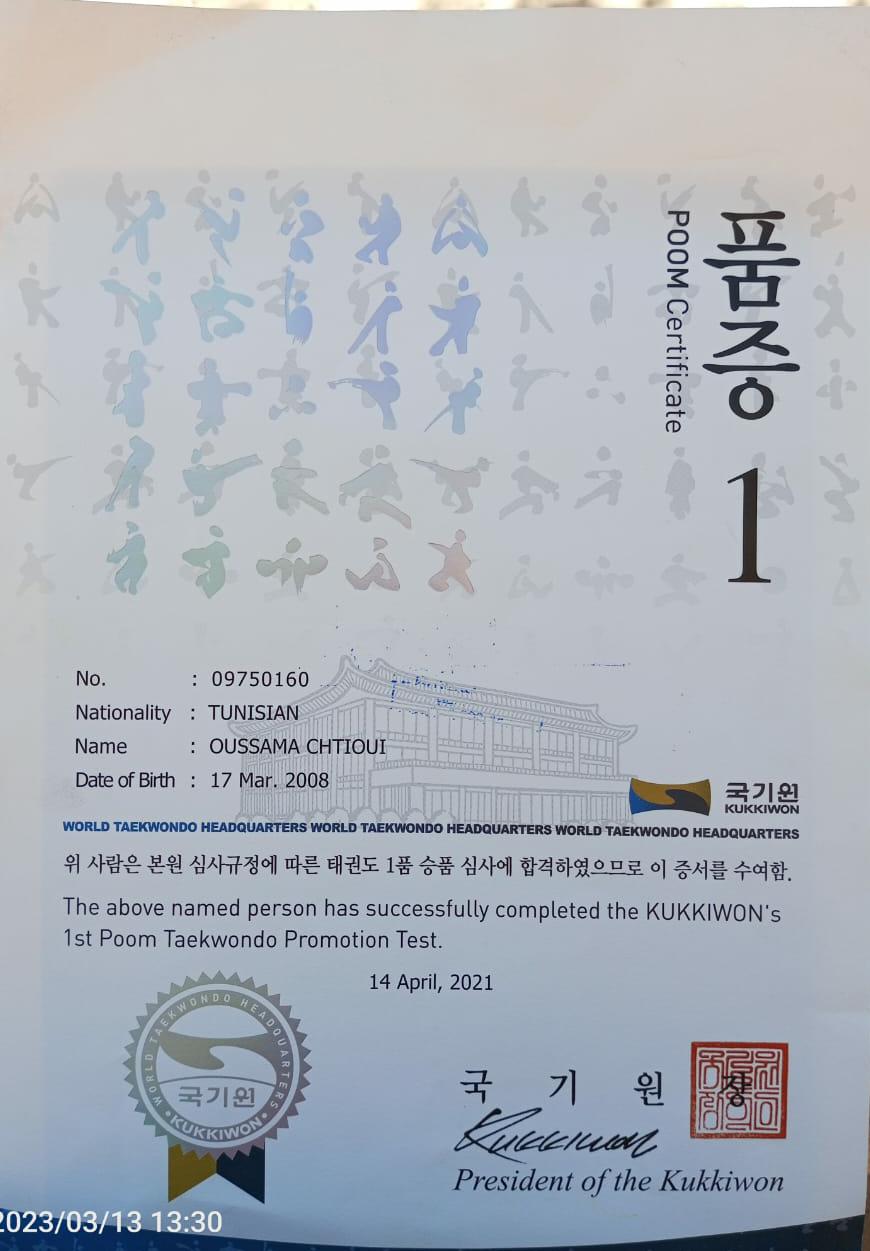 품증
POOM Certificate
1
No. : 09750160
Nationality : TUNISIAN
Name : OUSSAMA CHTIOUI
Date of Birth : 17 Mar. 2008
국기원
KUKKIWON
WORLD TAEKWONDO HEADQUARTERS WORLD TAEKWONDO HEADQUARTERS WORLD TAEKWONDO HEADQUARTERS
위 사람은 본원 심사규정에 따른 태권도 1품 승품 심사에 합격하였으므로 이 증서를 수여함.
The above named person has successfully completed the KUKKIWON's
1st Poom Taekwondo Promotion Test.
14 April, 2021
WORLD TAEKWONDO HEADQUARTERS
국기원
•KUKKIWON•
국 기 원 장
Kukkiwon
President of the Kukkiwon
2023/03/13 13:30